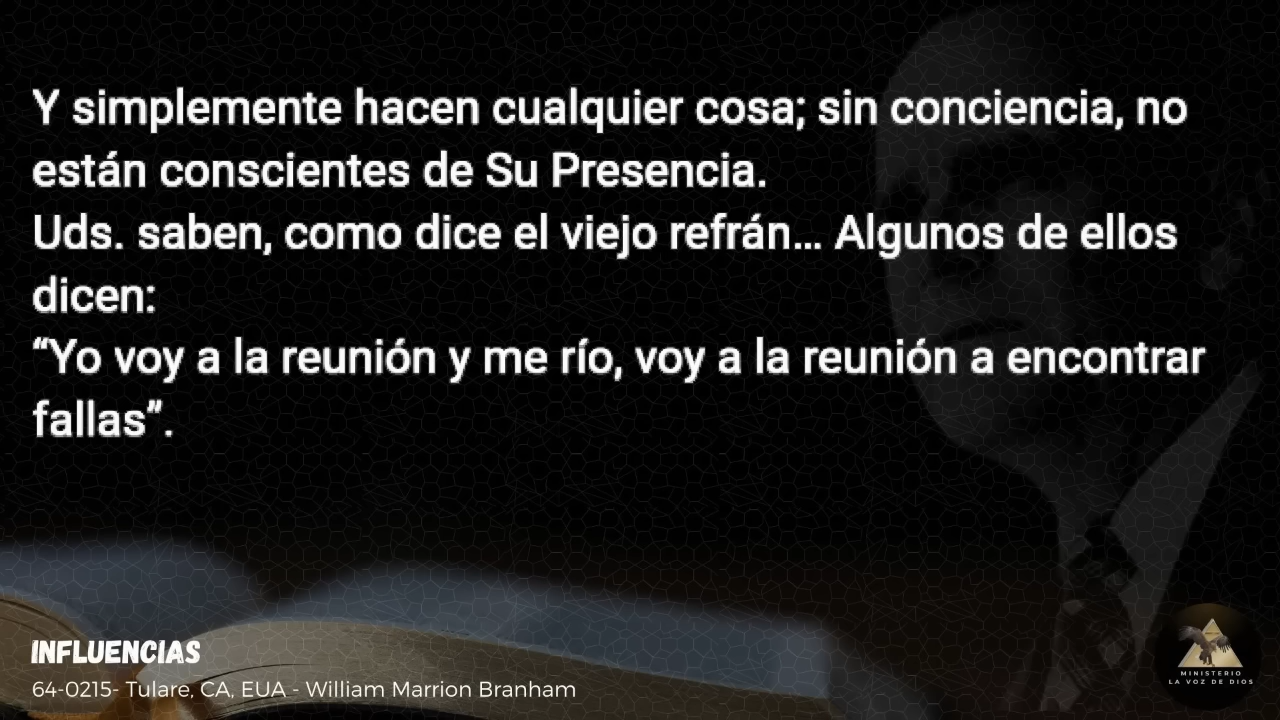 Y simplemente hacen cualquier cosa; sin conciencia, no
están conscientes de Su Presencia.
Uds. saben, como dice el viejo refrán... Algunos de ellos
dicen:
“Yo voy a la reunión y me río, voy a la reunión a encontrar
fallas”.
INFLUENCIAS
64-0215- Tulare, CA, EUA - William Marrion Branham
MINISTERIO
LA VOZ DE DIOS